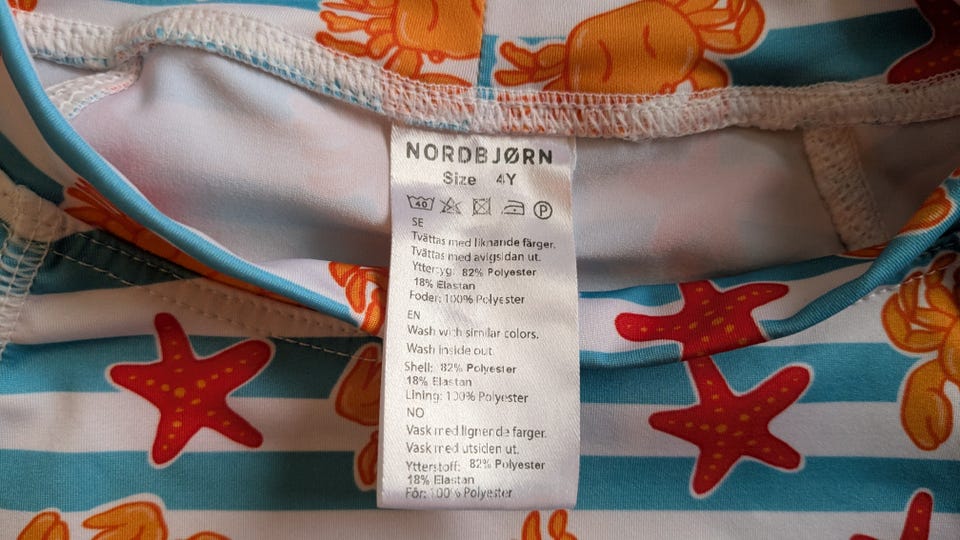 NORDBJØRN
Size 4Y
40 P
SE
Tvättas med liknande färger.
Tvättas med avigsidan ut.
Yttertyg: 82% Polyester
18% Elastan
Foder: 100% Polyester
EN
Wash with similar colors.
Wash inside out.
Shell: 82% Polyester
18% Elastan
Lining: 100% Polyester
NO
Vask med lignende farger.
Vask med utsiden ut.
Ytterstoff: 82% Polyester
18% Elastan
Fôr: 100% Polyester